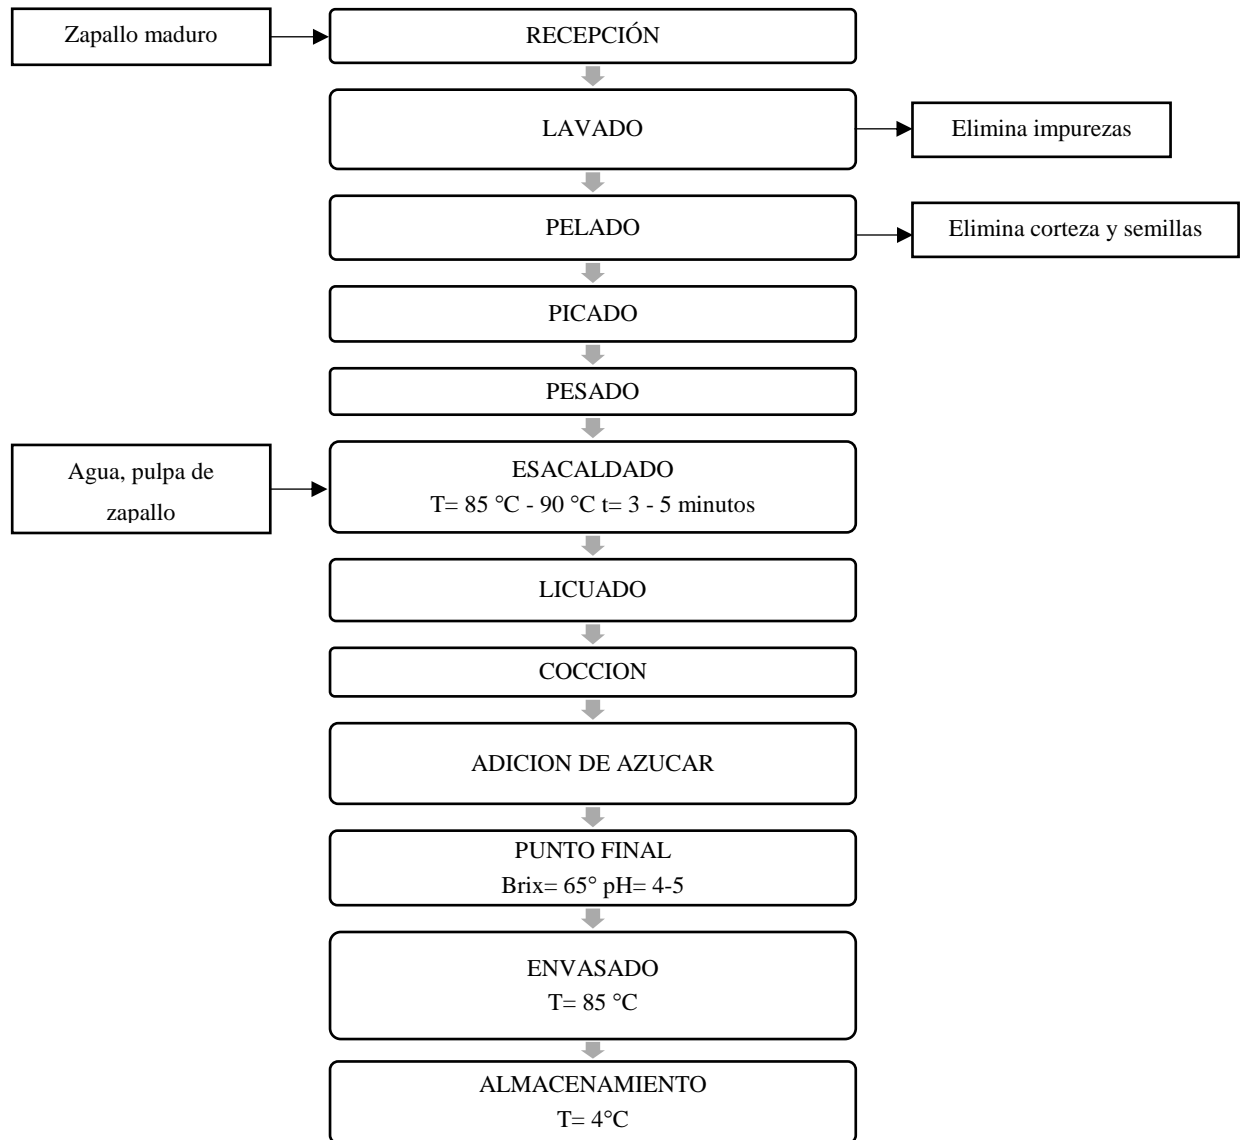 Zapallo maduro
RECEPCIÓN
LAVADO
Elimina impurezas
PELADO
Elimina corteza y semillas
PICADO
PESADO
Agua, pulpa de
zapallo
ESACALDADO
T= 85 °C - 90 °C t= 3 - 5 minutos
LICUADO
COCCION
ADICION DE AZUCAR
PUNTO FINAL
Brix= 65° pH= 4-5
ENVASADO
T= 85 °C
ALMACENAMIENTO
T= 4°C